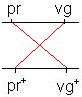 pr vg
pr⁺ vg⁺